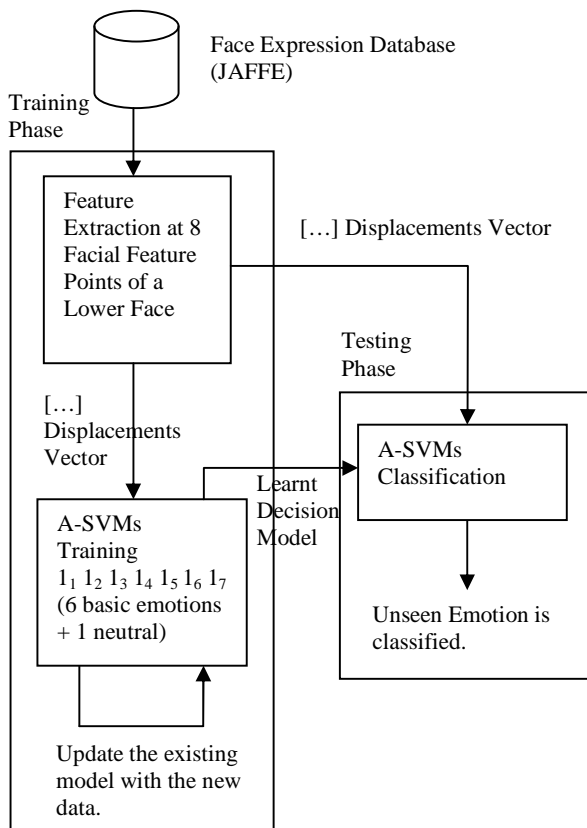 Face Expression Database
(JAFFE)
Training
Phase
Feature
Extraction at 8
Facial Feature
Points of a
Lower Face
[…] Displacements Vector
Testing
Phase
[…]
Displacements
Vector
A-SVMs
Classification
Learnt
Decision
Model
A-SVMs
Training
1₁ 1₂ 1₃ 1₄ 1₅ 1₆ 1₇
(6 basic emotions
+ 1 neutral)
Unseen Emotion is
classified.
Update the existing
model with the new
data.